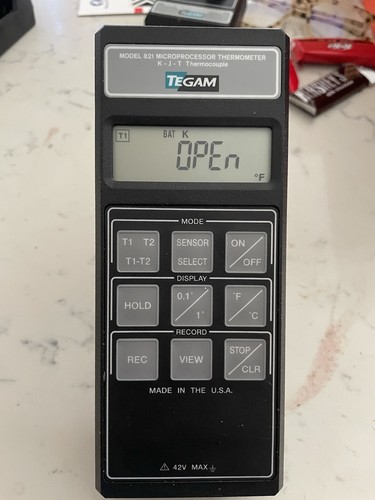 MODEL 821 MICROPROCESSOR THERMOMETER
K - J - T Thermocouple
TEGAM
T1 BAT K
OPEn
°F
MODE
T1 T2
T1-T2
SENSOR
SELECT
ON
OFF
DISPLAY
HOLD
0.1°
1°
°F
°C
RECORD
REC
VIEW
STOP
CLR
MADE IN THE U.S.A.
⚠ 42V MAX ⏚